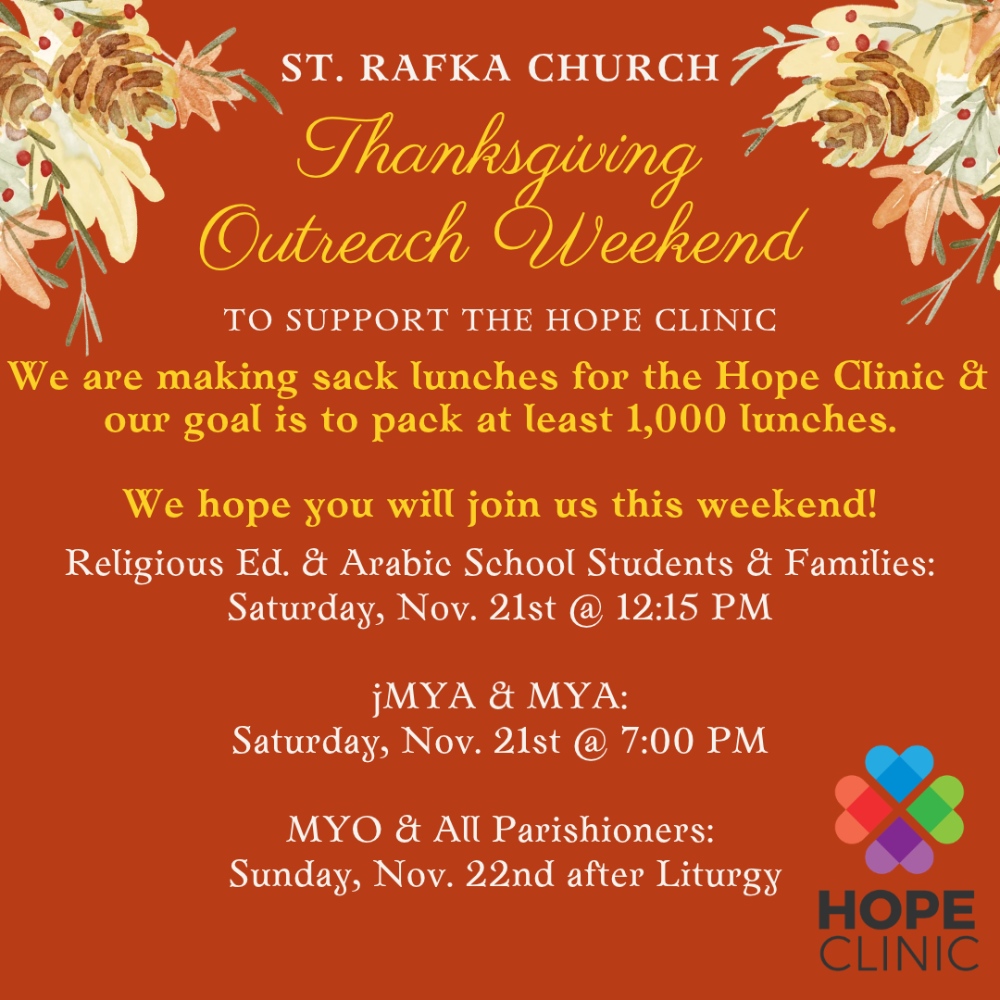 ST. RAFKA CHURCH
Thanksgiving
Outreach Weekend
TO SUPPORT THE HOPE CLINIC
We are making sack lunches for the Hope Clinic &
our goal is to pack at least 1,000 lunches.
We hope you will join us this weekend!
Religious Ed. & Arabic School Students & Families:
Saturday, Nov. 21st @ 12:15 PM
jMYA & MYA:
Saturday, Nov. 21st @ 7:00 PM
MYO & All Parishioners:
Sunday, Nov. 22nd after Liturgy
HOPE
CLINIC